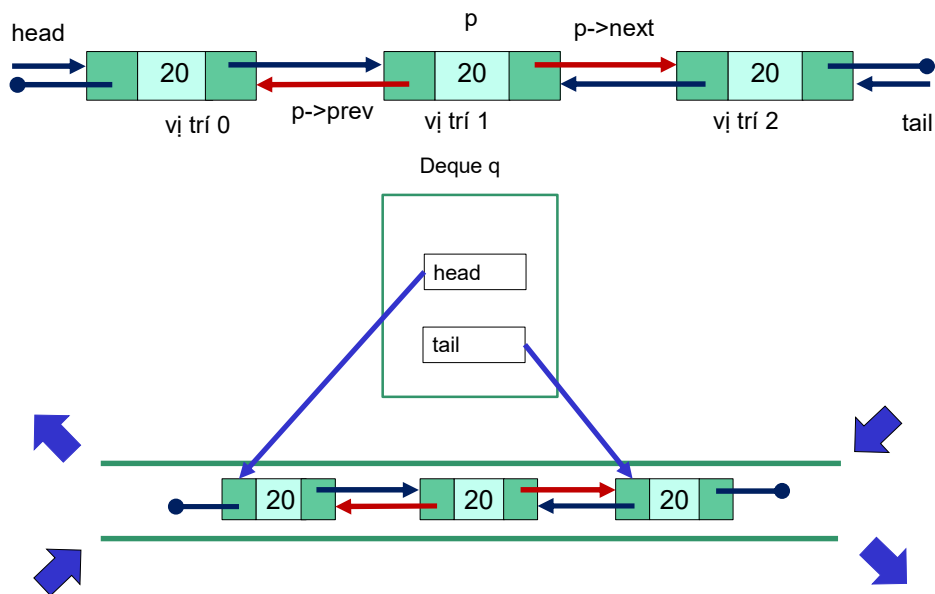 p
head
p->next
20
20
20
p->prev
vị trí 0
vị trí 1
vị trí 2
tail
Deque q
head
tail
20
20
20